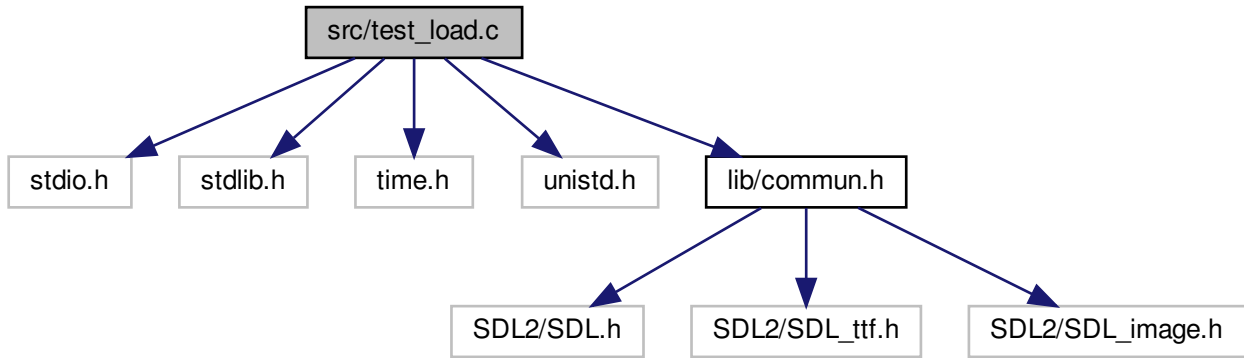 src/test_load.c
stdio.h
stdlib.h
time.h
unistd.h
lib/commun.h
SDL2/SDL.h
SDL2/SDL_ttf.h
SDL2/SDL_image.h